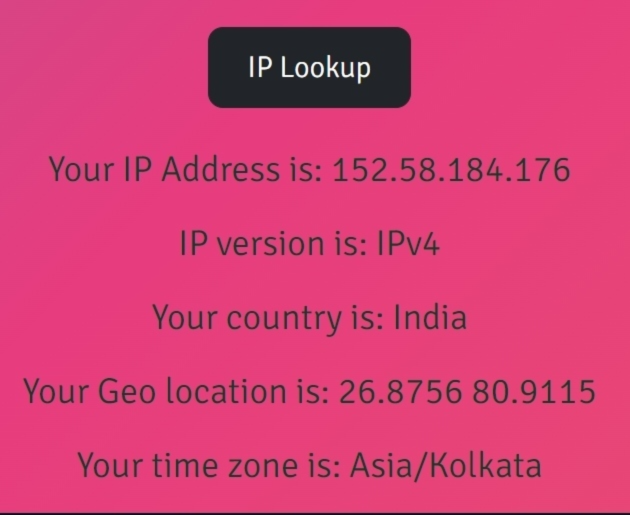 IP Lookup
Your IP Address is: 152.58.184.176
IP version is: IPv4
Your country is: India
Your Geo location is: 26.8756 80.9115
Your time zone is: Asia/Kolkata